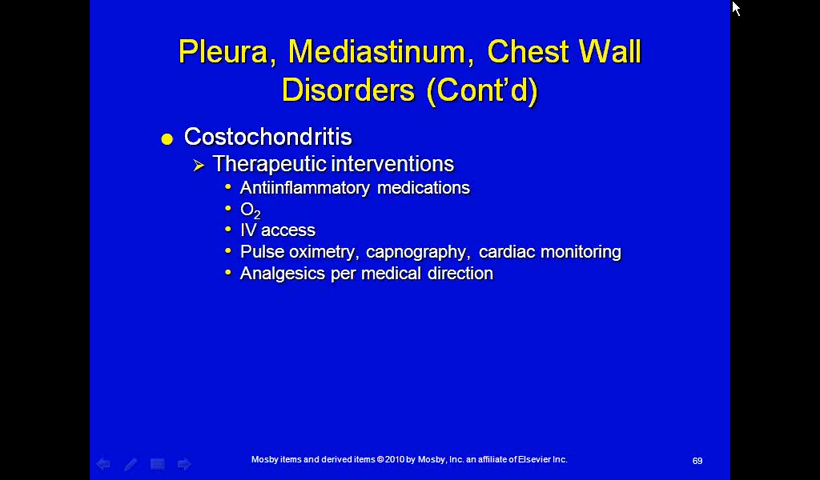 Pleura, Mediastinum, Chest Wall
Disorders (Cont’d)
Costochondritis
Therapeutic interventions
Antiinflammatory medications
O2
IV access
Pulse oximetry, capnography, cardiac monitoring
Analgesics per medical direction
Mosby items and derived items © 2010 by Mosby, Inc. an affiliate of Elsevier Inc.
69